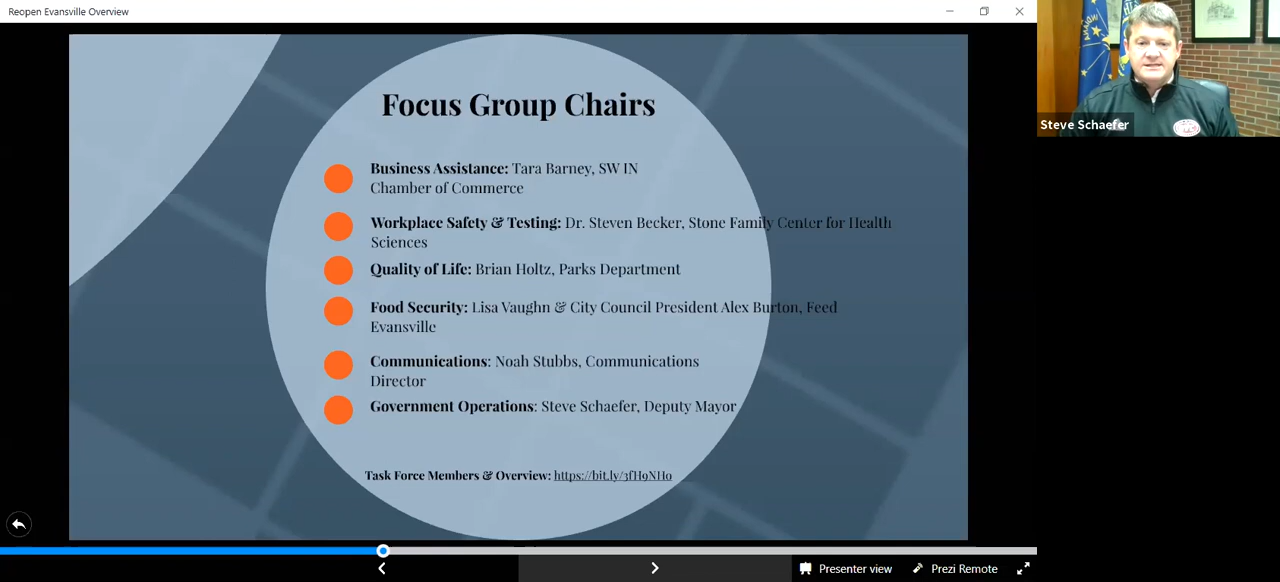 Reopen Evansville Overview
Focus Group Chairs
Business Assistance: Tara Barney, SW IN
Chamber of Commerce
Workplace Safety & Testing: Dr. Steven Becker, Stone Family Center for Health
Sciences
Quality of Life: Brian Holtz, Parks Department
Food Security: Lisa Vaughn & City Council President Alex Burton, Feed
Evansville
Communications: Noah Stubbs, Communications
Director
Government Operations: Steve Schaefer, Deputy Mayor
Task Force Members & Overview: https://bit.ly/3fH9NHo
Presenter view
Prezi Remote
Steve Schaefer
INDIANA